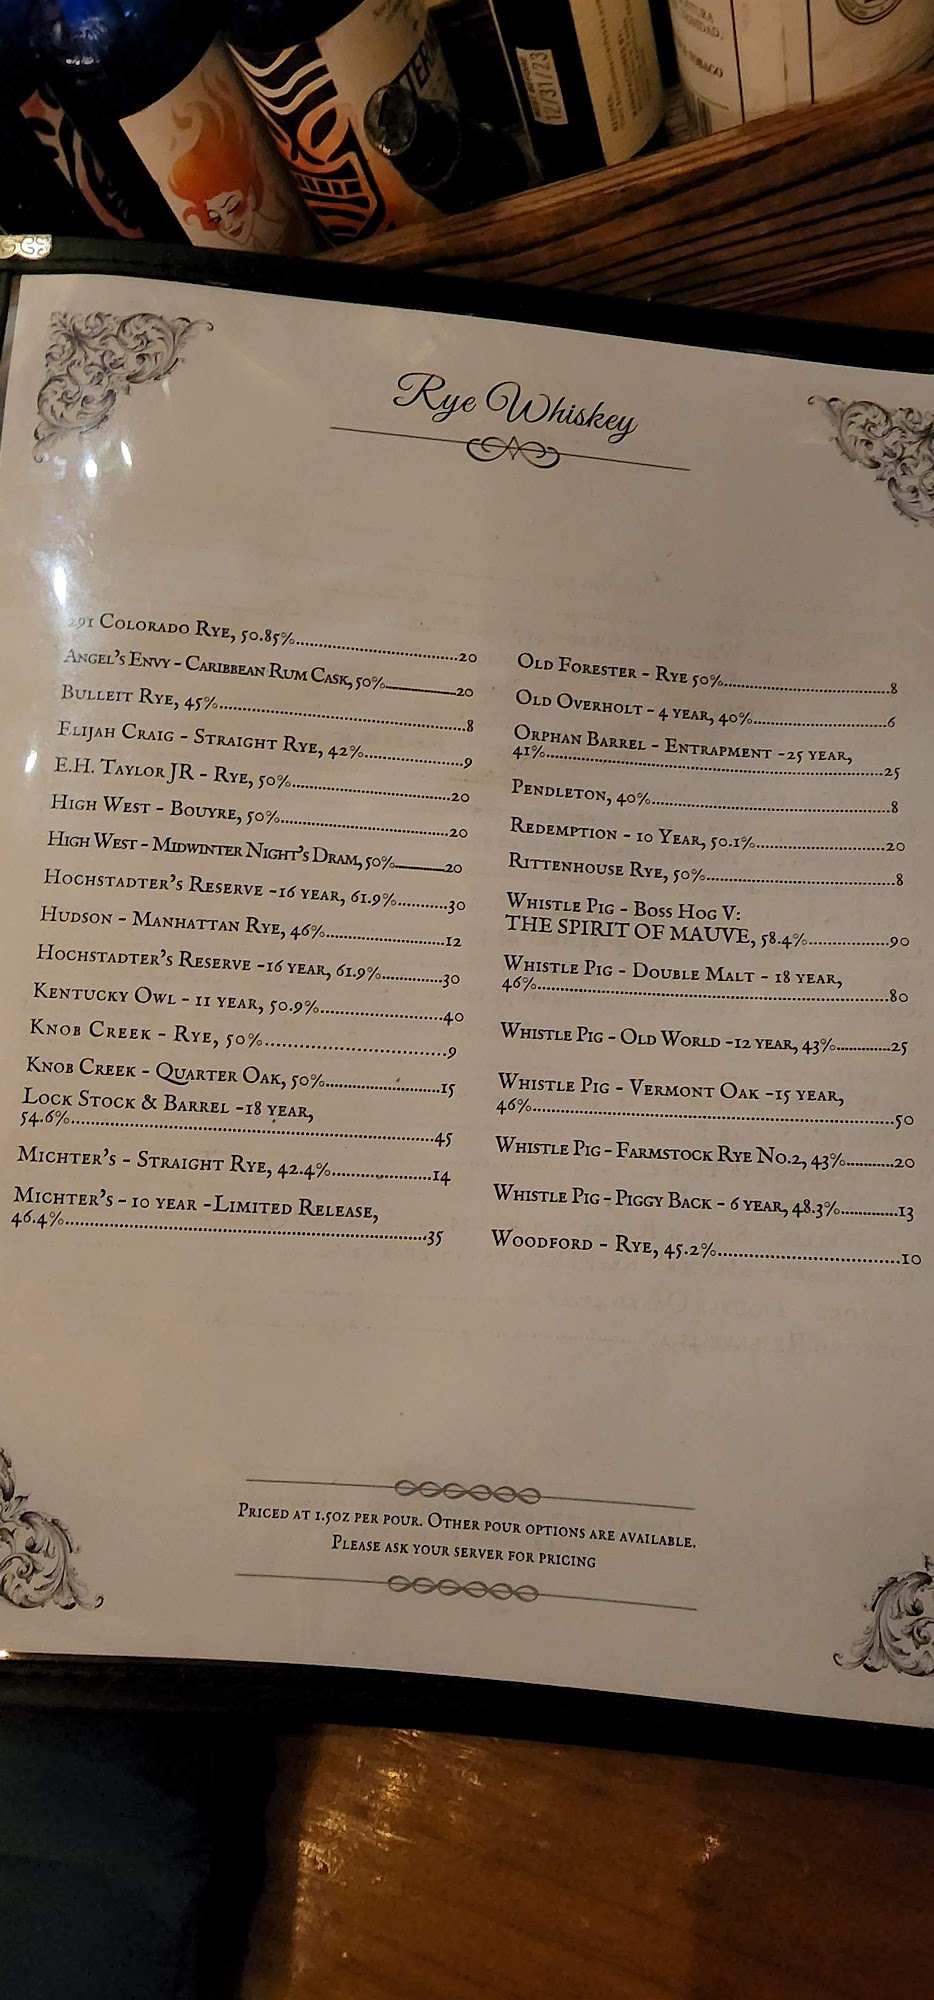 12/31/23
Rye Whiskey
291 Colorado Rye, 50.85%..........20
Angel's Envy - Caribbean Rum Cask, 50%..........20
Bulleit Rye, 45%..........8
Elijah Craig - Straight Rye, 42%..........9
E.H. Taylor JR - Rye, 50%..........20
High West - Bouyre, 50%..........20
High West - Midwinter Night's Dram, 50%..........20
Hochstadter's Reserve -16 year, 61.9%..........30
Hudson - Manhattan Rye, 46%..........12
Hochstadter's Reserve -16 year, 61.9%..........30
Kentucky Owl - 11 year, 50.9%..........40
Knob Creek - Rye, 50%..........9
Knob Creek - Quarter Oak, 50%..........15
Lock Stock & Barrel -18 year,
54.6%..........45
Michter's - Straight Rye, 42.4%..........14
Michter's - 10 year -Limited Release,
46.4%..........35
Old Forester - Rye 50%..........8
Old Overholt - 4 year, 40%..........6
Orphan Barrel - Entrapment -25 year,
41%..........25
Pendleton, 40%..........8
Redemption - 10 Year, 50.1%..........20
Rittenhouse Rye, 50%..........8
Whistle Pig - Boss Hog V:
THE SPIRIT OF MAUVE, 58.4%..........90
Whistle Pig - Double Malt - 18 year,
46%..........80
Whistle Pig - Old World -12 year, 43%..........25
Whistle Pig - Vermont Oak -15 year,
46%..........50
Whistle Pig - Farmstock Rye No.2, 43%..........20
Whistle Pig - Piggy Back - 6 year, 48.3%..........13
Woodford - Rye, 45.2%..........10
Priced at 1.5oz per pour. Other pour options are available.
Please ask your server for pricing